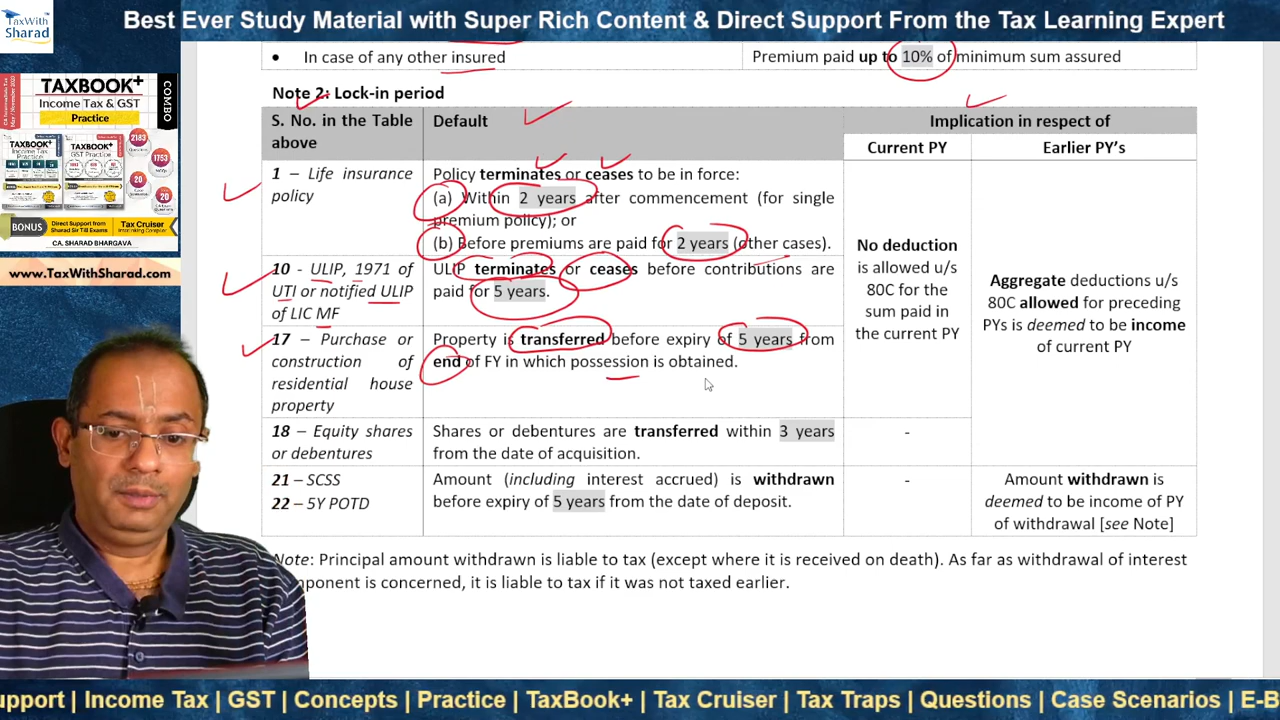 Best Ever Study Material with Super Rich Content & Direct Support From the Tax Learning Expert
TaxWith
Sharad
TAXBOOK+
Income Tax & GST
Practice
COMBO
TAXBOOK+
Income Tax
Practice
TAXBOOK+
GST Practice
2183
1753
20
20
BONUS
Direct Support from
Sharad Sir Till Exams
Tax Cruiser
CA. SHARAD BHARGAVA
www.TaxWithSharad.com
• In case of any other insured
Premium paid up to 10% of minimum sum assured
Note 2: Lock-in period
S. No. in the Table
above
Default
Implication in respect of
Current PY
Earlier PY's
1 – Life insurance
policy
Policy terminates or ceases to be in force:
(a) Within 2 years after commencement (for single
premium policy); or
(b) Before premiums are paid for 2 years (other cases).
10 - ULIP, 1971 of
UTI or notified ULIP
of LIC MF
ULIP terminates or ceases before contributions are
paid for 5 years.
17 – Purchase or
construction of
residential house
property
Property is transferred before expiry of 5 years from
end of FY in which possession is obtained.
No deduction
is allowed u/s
80C for the
sum paid in
the current PY
Aggregate deductions u/s
80C allowed for preceding
PYs is deemed to be income
of current PY
18 – Equity shares
or debentures
Shares or debentures are transferred within 3 years
from the date of acquisition.
-
21 – SCSS
22 – 5Y POTD
Amount (including interest accrued) is withdrawn
before expiry of 5 years from the date of deposit.
-
Amount withdrawn is
deemed to be income of PY
of withdrawal [see Note]
Note: Principal amount withdrawn is liable to tax (except where it is received on death). As far as withdrawal of interest
component is concerned, it is liable to tax if it was not taxed earlier.
upport | Income Tax | GST | Concepts | Practice | TaxBook+ | Tax Cruiser | Tax Traps | Questions | Case Scenarios | E-B